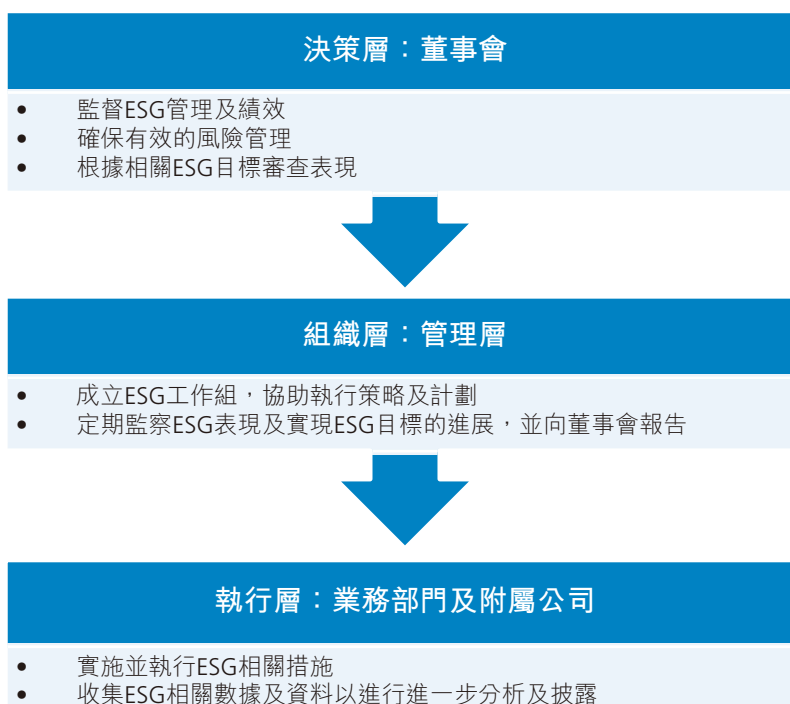 決策層：董事會
• 監督ESG管理及績效
• 確保有效的風險管理
• 根據相關ESG目標審查表現
組織層：管理層
• 成立ESG工作組，協助執行策略及計劃
• 定期監察ESG表現及實現ESG目標的進展，並向董事會報告
執行層：業務部門及附屬公司
• 實施並執行ESG相關措施
• 收集ESG相關數據及資料以進行進一步分析及披露